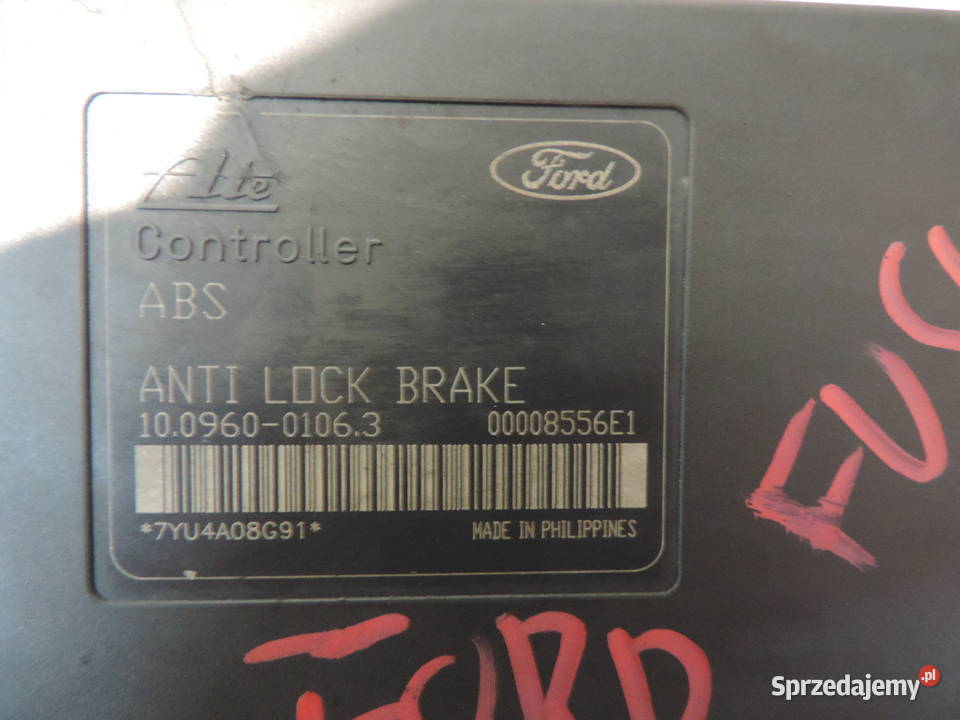 Ate
Ford
Controller
ABS
ANTI LOCK BRAKE
10.0960-0106.3 00008556E1
*7YU4A08G91*
MADE IN PHILIPPINES
FORD
Sprzedajemy.pl